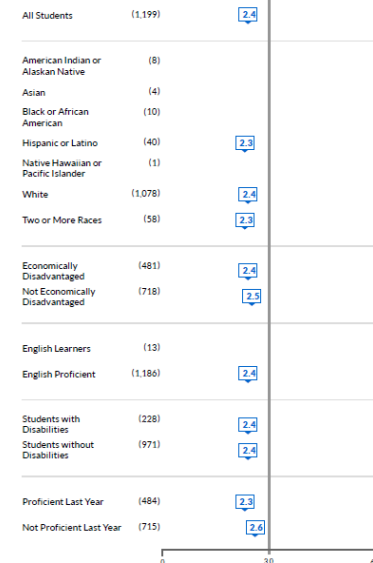 All Students (1,199) 2.4
American Indian or (8)
Alaskan Native
Asian (4)
Black or African (10)
American
Hispanic or Latino (40) 2.3
Native Hawaiian or (1)
Pacific Islander
White (1,078) 2.4
Two or More Races (58) 2.3
Economically (481) 2.4
Disadvantaged
Not Economically (718) 2.5
Disadvantaged
English Learners (13)
English Proficient (1,186) 2.4
Students with (228) 2.4
Disabilities
Students without (971) 2.4
Disabilities
Proficient Last Year (484) 2.3
Not Proficient Last Year (715) 2.6